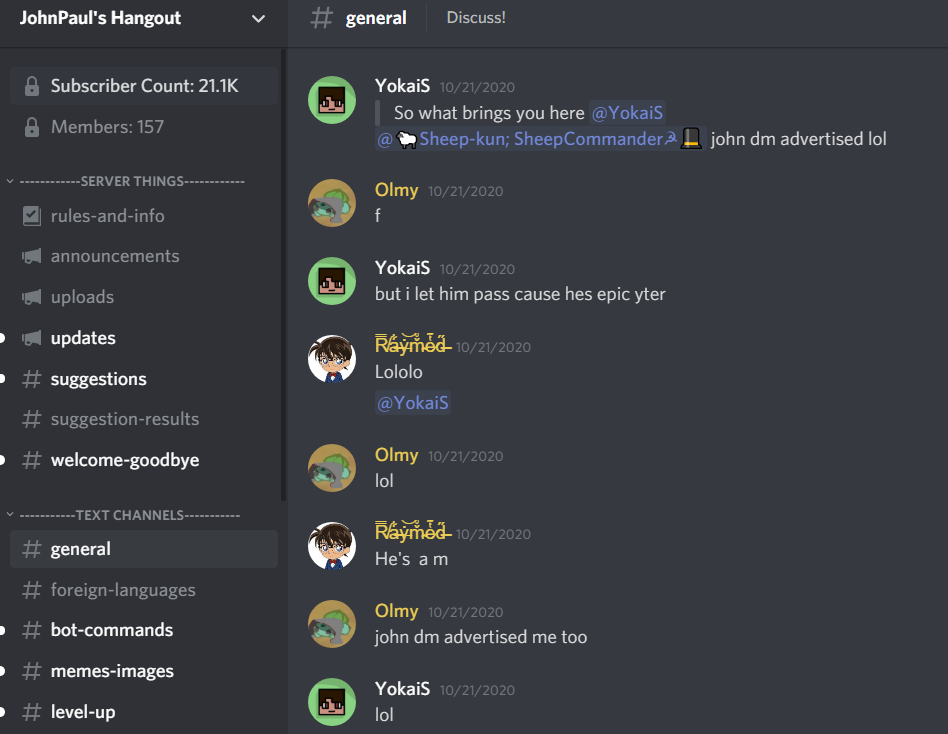 JohnPaul's Hangout
Subscriber Count: 21.1K
Members: 157
------------SERVER THINGS------------
rules-and-info
announcements
uploads
updates
# suggestions
# suggestion-results
# welcome-goodbye
-----------TEXT CHANNELS-----------
# general
# foreign-languages
# bot-commands
# memes-images
# level-up
# general Discuss!
YokaiS 10/21/2020
So what brings you here @YokaiS
@🐑Sheep-kun; SheepCommander☭🎩 john dm advertised lol
Olmy 10/21/2020
f
YokaiS 10/21/2020
but i let him pass cause hes epic yter
Raymod 10/21/2020
Lololo
@YokaiS
Olmy 10/21/2020
lol
Raymod 10/21/2020
He's a m
Olmy 10/21/2020
john dm advertised me too
YokaiS 10/21/2020
lol